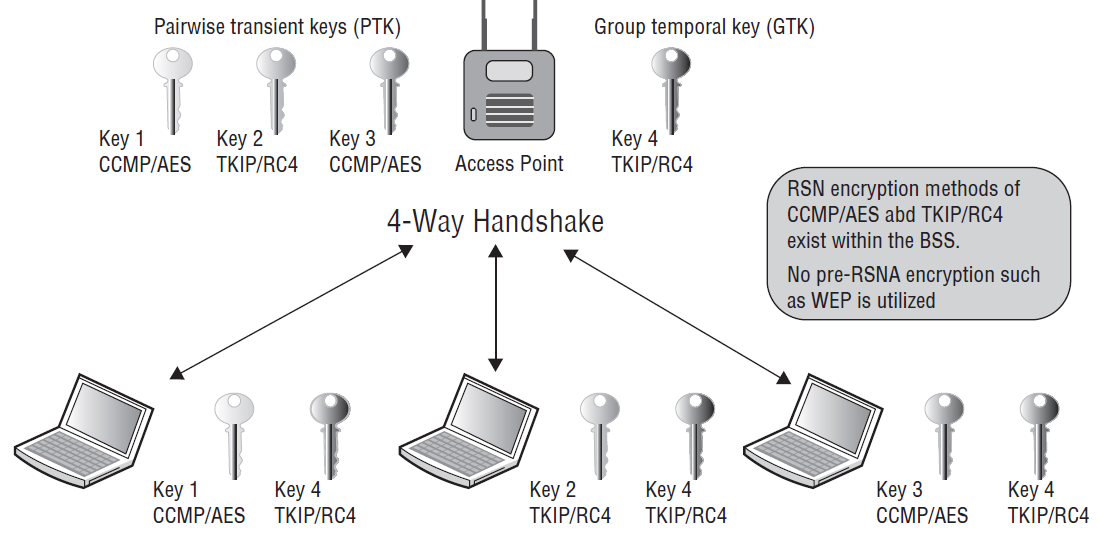 Pairwise transient keys (PTK)
Group temporal key (GTK)
Key 1
CCMP/AES
Key 2
TKIP/RC4
Key 3
CCMP/AES
Access Point
Key 4
TKIP/RC4
RSN encryption methods of
CCMP/AES abd TKIP/RC4
exist within the BSS.
No pre-RSNA encryption such
as WEP is utilized
4-Way Handshake
Key 1
CCMP/AES
Key 4
TKIP/RC4
Key 2
TKIP/RC4
Key 4
TKIP/RC4
Key 3
CCMP/AES
Key 4
TKIP/RC4